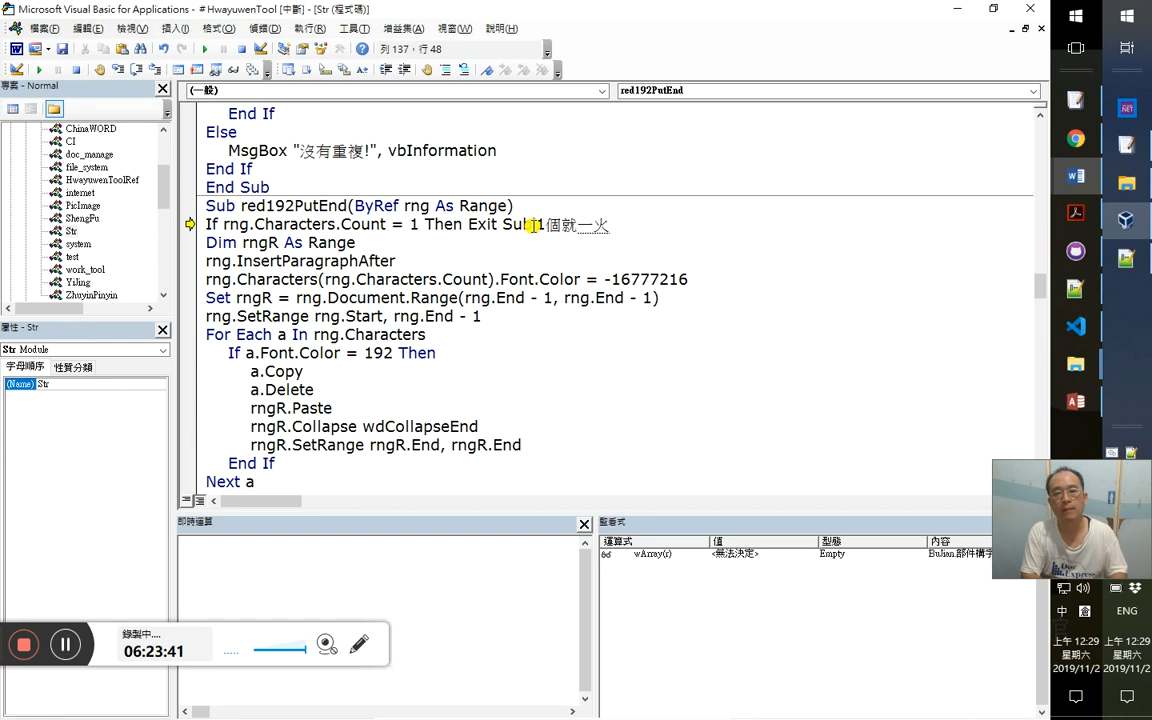 Microsoft Visual Basic for Applications - # HwayuwenTool [中斷] - [Str (程式碼)]
檔案(F) 編輯(E) 檢視(V) 插入(I) 格式(O) 偵錯(D) 執行(R) 工具(T) 增益集(A) 視窗(W) 說明(H)
列 137，行 48
專案 - Normal
ChinaWORD
CI
doc_manage
file_system
HwayuwenToolRef
internet
PicImage
ShengFu
Str
system
test
work_tool
YiJing
ZhuyinPinyin
屬性 - Str
Str Module
字母順序 性質分類
(Name) Str
(一般) red192PutEnd
End If
Else
MsgBox "沒有重複!", vbInformation
End If
End Sub
Sub red192PutEnd(ByRef rng As Range)
If rng.Characters.Count = 1 Then Exit Sub '1個就一火
Dim rngR As Range
rng.InsertParagraphAfter
rng.Characters(rng.Characters.Count).Font.Color = -16777216
Set rngR = rng.Document.Range(rng.End - 1, rng.End - 1)
rng.SetRange rng.Start, rng.End - 1
For Each a In rng.Characters
If a.Font.Color = 192 Then
a.Copy
a.Delete
rngR.Paste
rngR.Collapse wdCollapseEnd
rngR.SetRange rngR.End, rngR.End
End If
Next a
即時運算
監看式
運算式 值 型態 內容
wArray(r) <無法決定> Empty BuJian.部件構字
錄製中....
06:23:41
.NET
中 倉 ENG
上午 12:29 上午 12:29
星期六 星期六
2019/11/2 2019/11/2